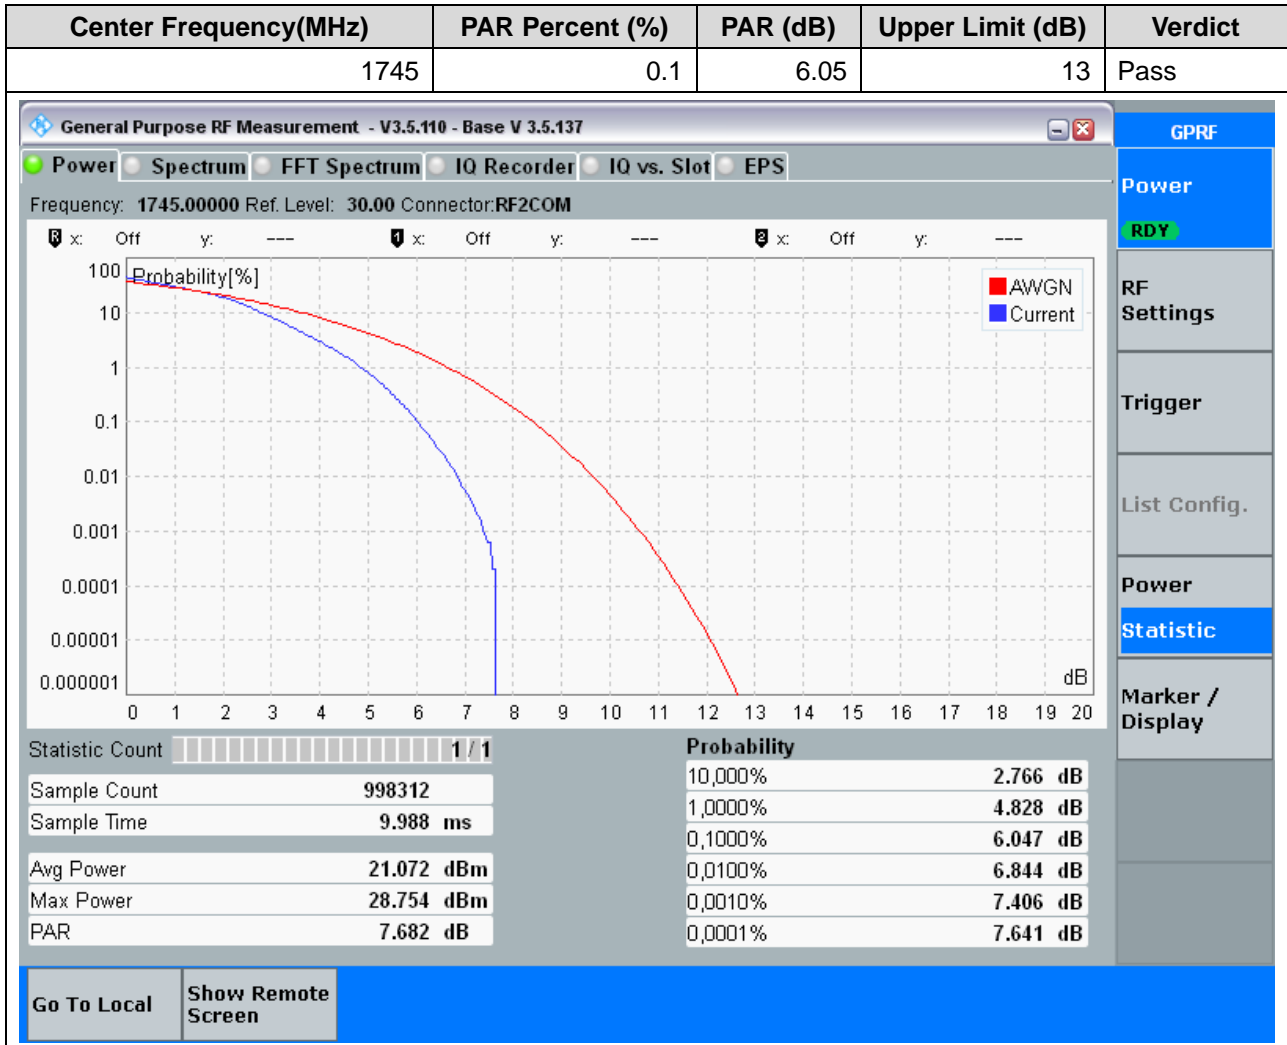 Center Frequency(MHz) PAR Percent (%) PAR (dB) Upper Limit (dB) Verdict
1745 0.1 6.05 13 Pass
General Purpose RF Measurement - V3.5.110 - Base V 3.5.137
GPRF
Power Spectrum FFT Spectrum IQ Recorder IQ vs. Slot EPS
Power
RDY
Frequency: 1745.00000 Ref. Level: 30.00 Connector:RF2COM
R x: Off y: --- 1 x: Off y: --- 2 x: Off y: ---
Probability[%]
AWGN
Current
100
10
1
0.1
0.01
0.001
0.0001
0.00001
0.000001
dB
0 1 2 3 4 5 6 7 8 9 10 11 12 13 14 15 16 17 18 19 20
RF
Settings
Trigger
List Config.
Power
Statistic
Marker /
Display
Statistic Count 1 / 1
Sample Count 998312
Sample Time 9.988 ms
Avg Power 21.072 dBm
Max Power 28.754 dBm
PAR 7.682 dB
Probability
10,000% 2.766 dB
1,0000% 4.828 dB
0,1000% 6.047 dB
0,0100% 6.844 dB
0,0010% 7.406 dB
0,0001% 7.641 dB
Go To Local
Show Remote
Screen